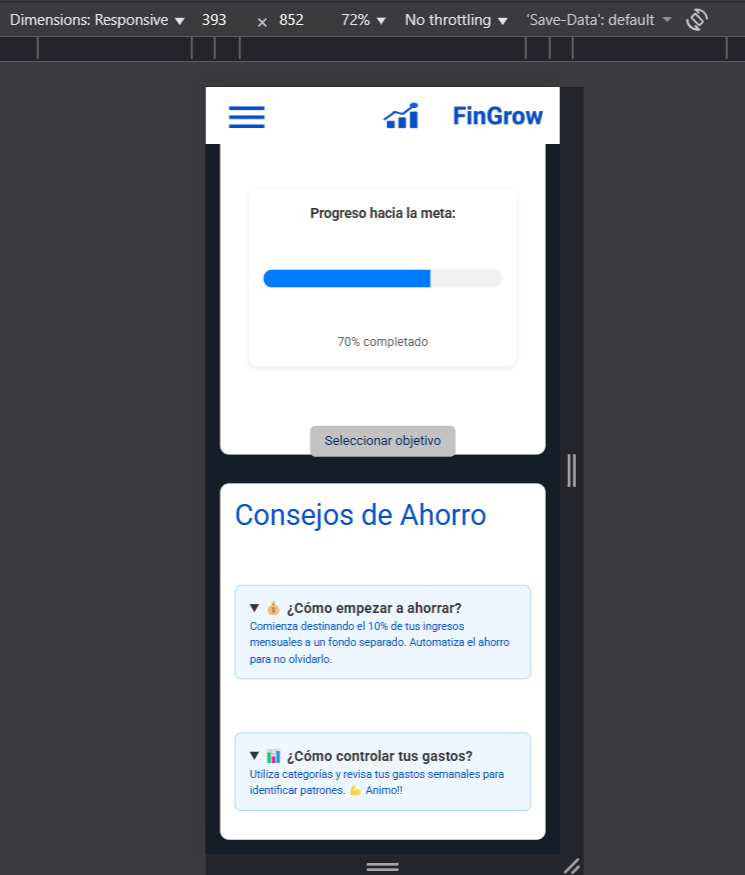 Dimensions: Responsive ▼ 393 × 852 72% ▼ No throttling ▼ 'Save-Data': default ▼
FinGrow
Progreso hacia la meta:
70% completado
Seleccionar objetivo
Consejos de Ahorro
▼ 💰 ¿Cómo empezar a ahorrar?
Comienza destinando el 10% de tus ingresos
mensuales a un fondo separado. Automatiza el ahorro
para no olvidarlo.
▼ 📊 ¿Cómo controlar tus gastos?
Utiliza categorías y revisa tus gastos semanales para
identificar patrones. 💪 Animo!!